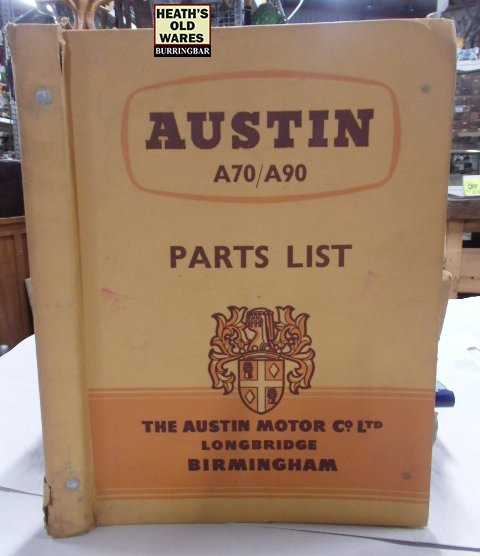 HEATH'S
OLD
WARES
BURRINGBAR
AUSTIN
A70/A90
PARTS LIST
THE AUSTIN MOTOR Cº LTD
LONGBRIDGE
BIRMINGHAM